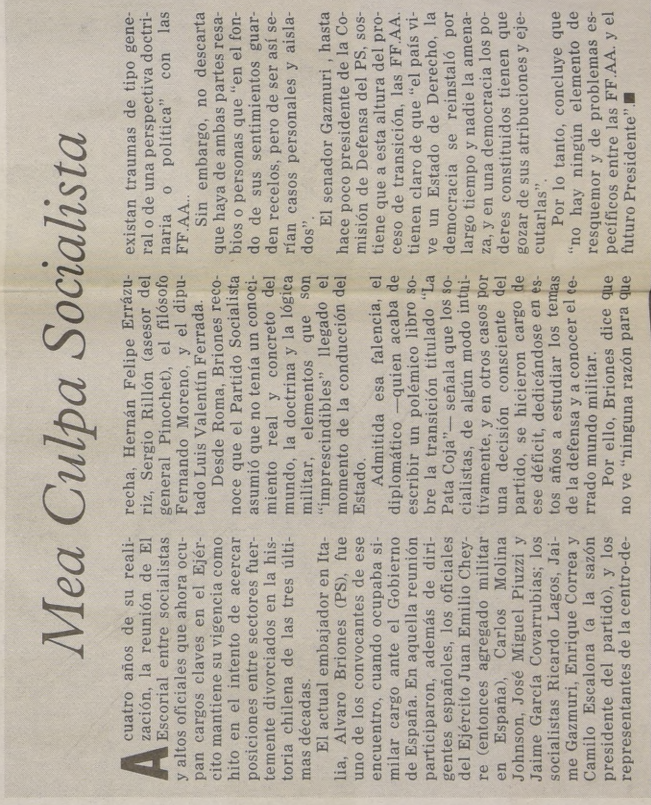 Mea Culpa Socialista
A cuatro años de su reali-
zación, la reunión de El
Escorial entre socialistas
y altos oficiales que ahora ocu-
pan cargos claves en el Ejér-
cito mantiene su vigencia como
hito en el intento de acercar
posiciones entre sectores fuer-
temente divorciados en la his-
toria chilena de las tres últi-
mas décadas.
El actual embajador en Ita-
lia, Alvaro Briones (PS), fue
uno de los convocantes de ese
encuentro, cuando ocupaba si-
milar cargo ante el Gobierno
de España. En aquella reunión
participaron, además de diri-
gentes españoles, los oficiales
del Ejército Juan Emilio Chey-
re (entonces agregado militar
en España), Carlos Molina
Johnson, José Miguel Piuzzi y
Jaime García Covarrubias; los
socialistas Ricardo Lagos, Jai-
me Gazmuri, Enrique Correa y
Camilo Escalona (a la sazón
presidente del partido), y los
representantes de la centro-de-
recha, Hernán Felipe Errázu-
riz, Sergio Rillón (asesor del
general Pinochet), el filósofo
Fernando Moreno, y el dipu-
tado Luis Valentín Ferrada.
Desde Roma, Briones reco-
noce que el Partido Socialista
asumió que no tenía un conoci-
miento real y concreto del
mundo, la doctrina y la lógica
militar, elementos que son
"imprescindibles" llegado el
momento de la conducción del
Estado.
Admitida esa falencia, el
diplomático —quien acaba de
escribir un polémico libro so-
bre la transición titulado "La
Pata Coja"— señala que los so-
cialistas, de algún modo intui-
tivamente, y en otros casos por
una decisión consciente del
partido, se hicieron cargo de
ese déficit, dedicándose en es-
tos años a estudiar los temas
de la defensa y a conocer el ce-
rrado mundo militar.
Por ello, Briones dice que
no ve "ninguna razón para que
existan traumas de tipo gene-
ral o de una perspectiva doctri-
naria o política" con las
FF.AA..
Sin embargo, no descarta
que haya de ambas partes resa-
bios o personas que "en el fon-
do de sus sentimientos guar-
den recelos, pero de ser así se-
rían casos personales y aisla-
dos".
El senador Gazmuri , hasta
hace poco presidente de la Co-
misión de Defensa del PS, sos-
tiene que a esta altura del pro-
ceso de transición, las FF.AA.
tienen claro de que "el país vi-
ve un Estado de Derecho, la
democracia se reinstaló por
largo tiempo y nadie la amena-
za, y en una democracia los po-
deres constituidos tienen que
gozar de sus atribuciones y eje-
cutarlas".
Por lo tanto, concluye que
"no hay ningún elemento de
resquemor y de problemas es-
pecíficos entre las FF.AA. y el
futuro Presidente".■